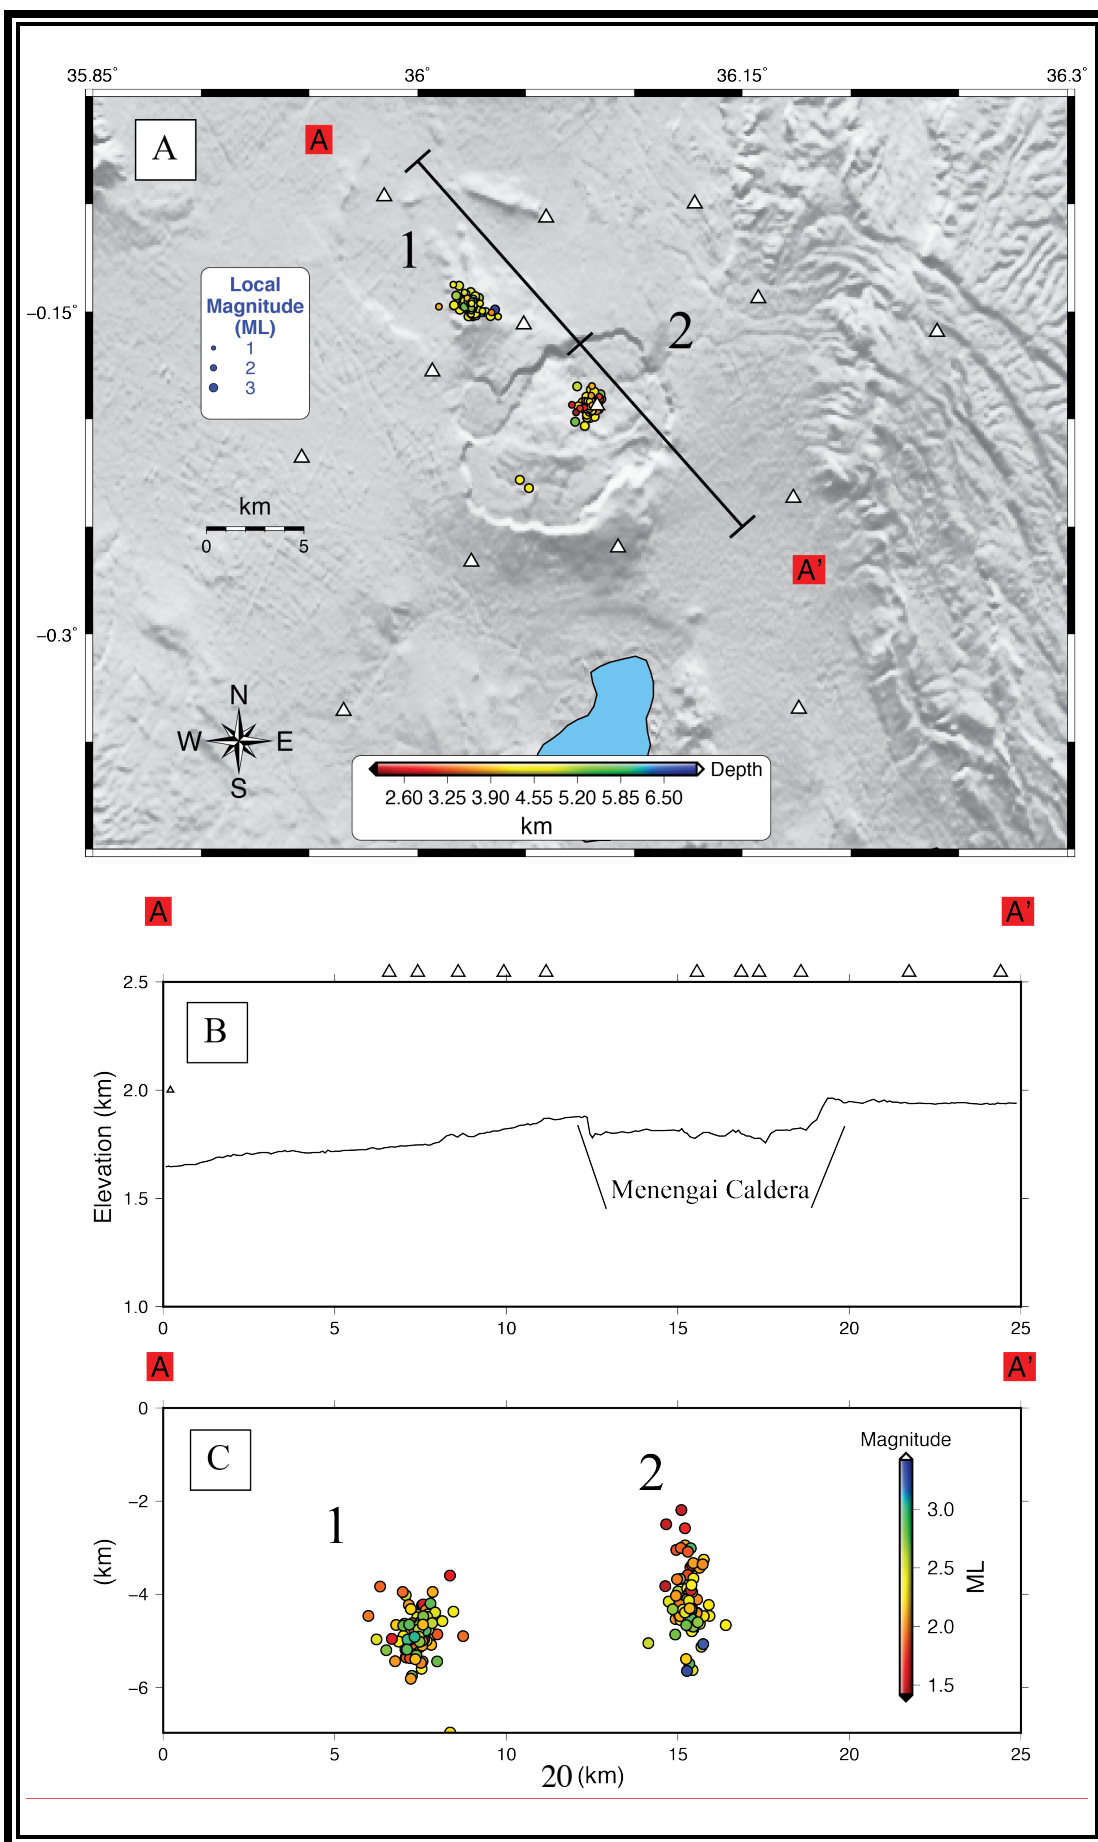 35.85° 36° 36.15° 36.3°
A
A
1
Local
Magnitude
(ML)
1
2
3
−0.15°
2
km
0 5
A'
−0.3°
N
W E
S
Depth
2.60 3.25 3.90 4.55 5.20 5.85 6.50
km
A A'
2.5
B
2.0
Elevation (km)
1.5
Menengai Caldera
1.0
0 5 10 15 20 25
A A'
0
C
Magnitude
1
2
−2
3.0
(km)
2.5
ML
−4
2.0
−6
1.5
0 5 10 15 20 25
20 (km)